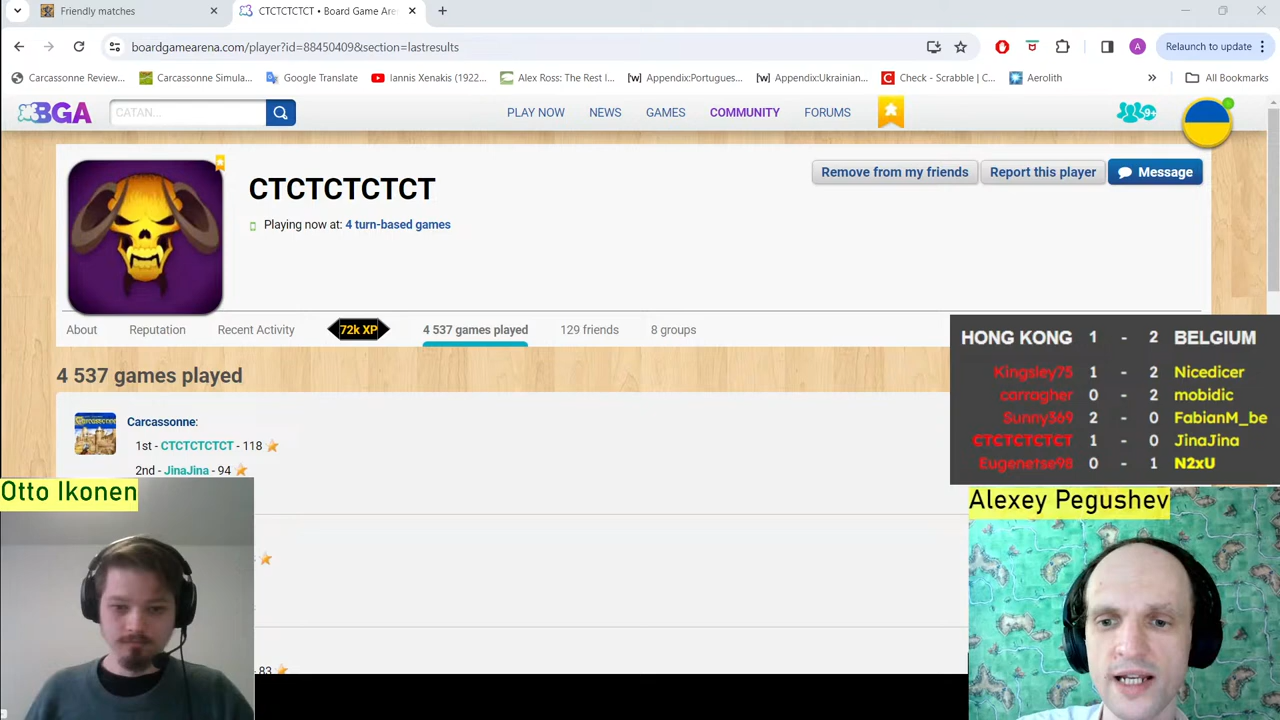 Friendly matches
CTCTCTCTCT • Board Game Are
boardgamearena.com/player?id=88450409&section=lastresults
A
Relaunch to update
Carcassonne Review...
Carcassonne Simula...
Google Translate
Iannis Xenakis (1922...
Alex Ross: The Rest I...
[w] Appendix:Portugues...
[w] Appendix:Ukrainian...
Check - Scrabble | C...
Aerolith
»
All Bookmarks
BGA
CATAN...
PLAY NOW
NEWS
GAMES
COMMUNITY
FORUMS
9+
CTCTCTCTCT
Remove from my friends
Report this player
Message
Playing now at: 4 turn-based games
About
Reputation
Recent Activity
72k XP
4 537 games played
129 friends
8 groups
4 537 games played
Carcassonne:
1st - CTCTCTCTCT - 118
2nd - JinaJina - 94
83
HONG KONG 1 - 2 BELGIUM
Kingsley75 1 - 2 Nicedicer
carragher 0 - 2 mobidic
Sunny369 2 - 0 FabianM_be
CTCTCTCTCT 1 - 0 JinaJina
Eugenetse98 0 - 1 N2xU
Otto Ikonen
Alexey Pegushev